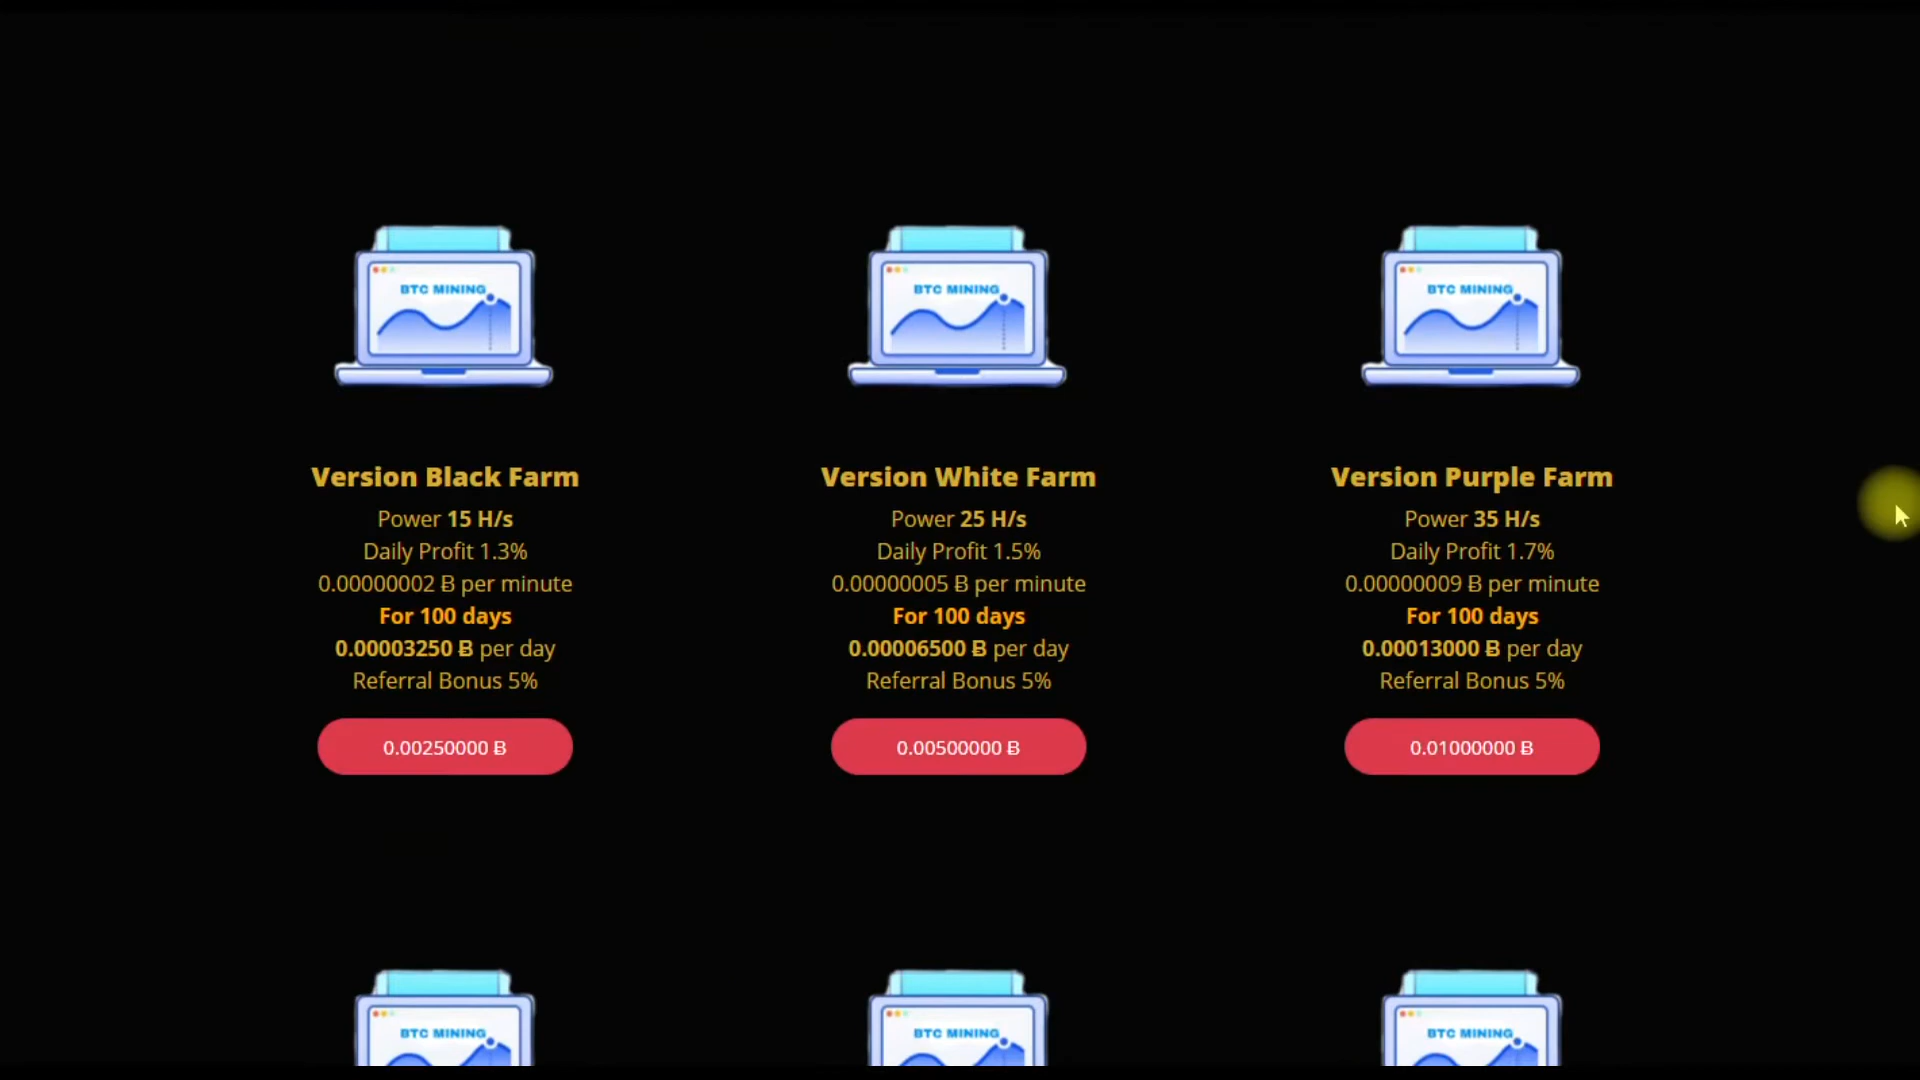 BTC MINING
BTC MINING
BTC MINING
Version Black Farm
Power 15 H/s
Daily Profit 1.3%
0.00000002 Ƀ per minute
For 100 days
0.00003250 Ƀ per day
Referral Bonus 5%
0.00250000 Ƀ
Version White Farm
Power 25 H/s
Daily Profit 1.5%
0.00000005 Ƀ per minute
For 100 days
0.00006500 Ƀ per day
Referral Bonus 5%
0.00500000 Ƀ
Version Purple Farm
Power 35 H/s
Daily Profit 1.7%
0.00000009 Ƀ per minute
For 100 days
0.00013000 Ƀ per day
Referral Bonus 5%
0.01000000 Ƀ
BTC MINING
BTC MINING
BTC MINING